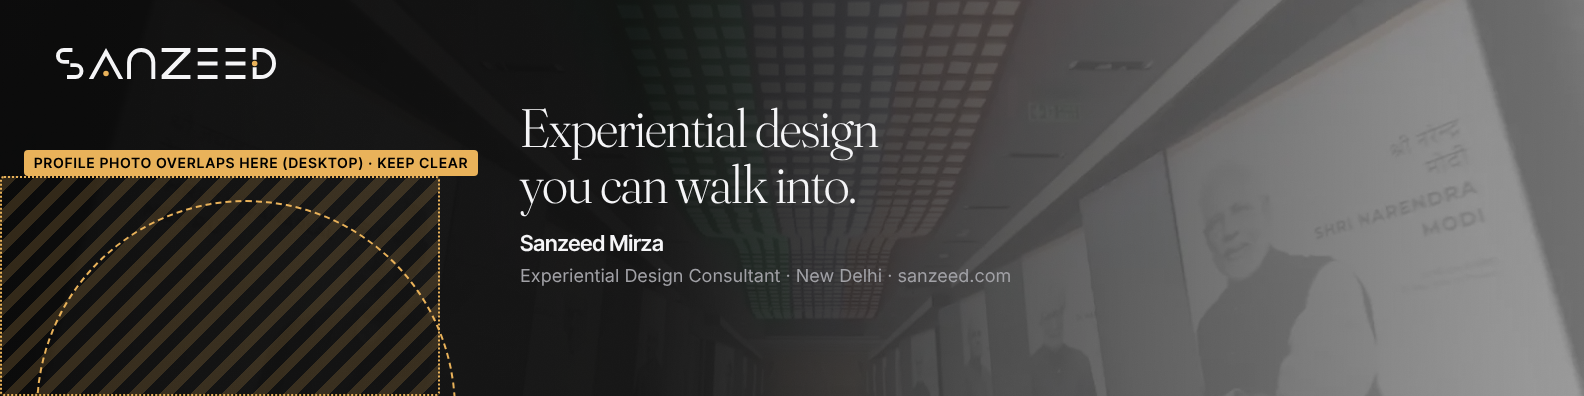 SANZEED
PROFILE PHOTO OVERLAPS HERE (DESKTOP) · KEEP CLEAR
Experiential design
you can walk into.
Sanzeed Mirza
Experiential Design Consultant · New Delhi · sanzeed.com
श्री नरेन्द्र
मोदी
SHRI NARENDRA
MODI